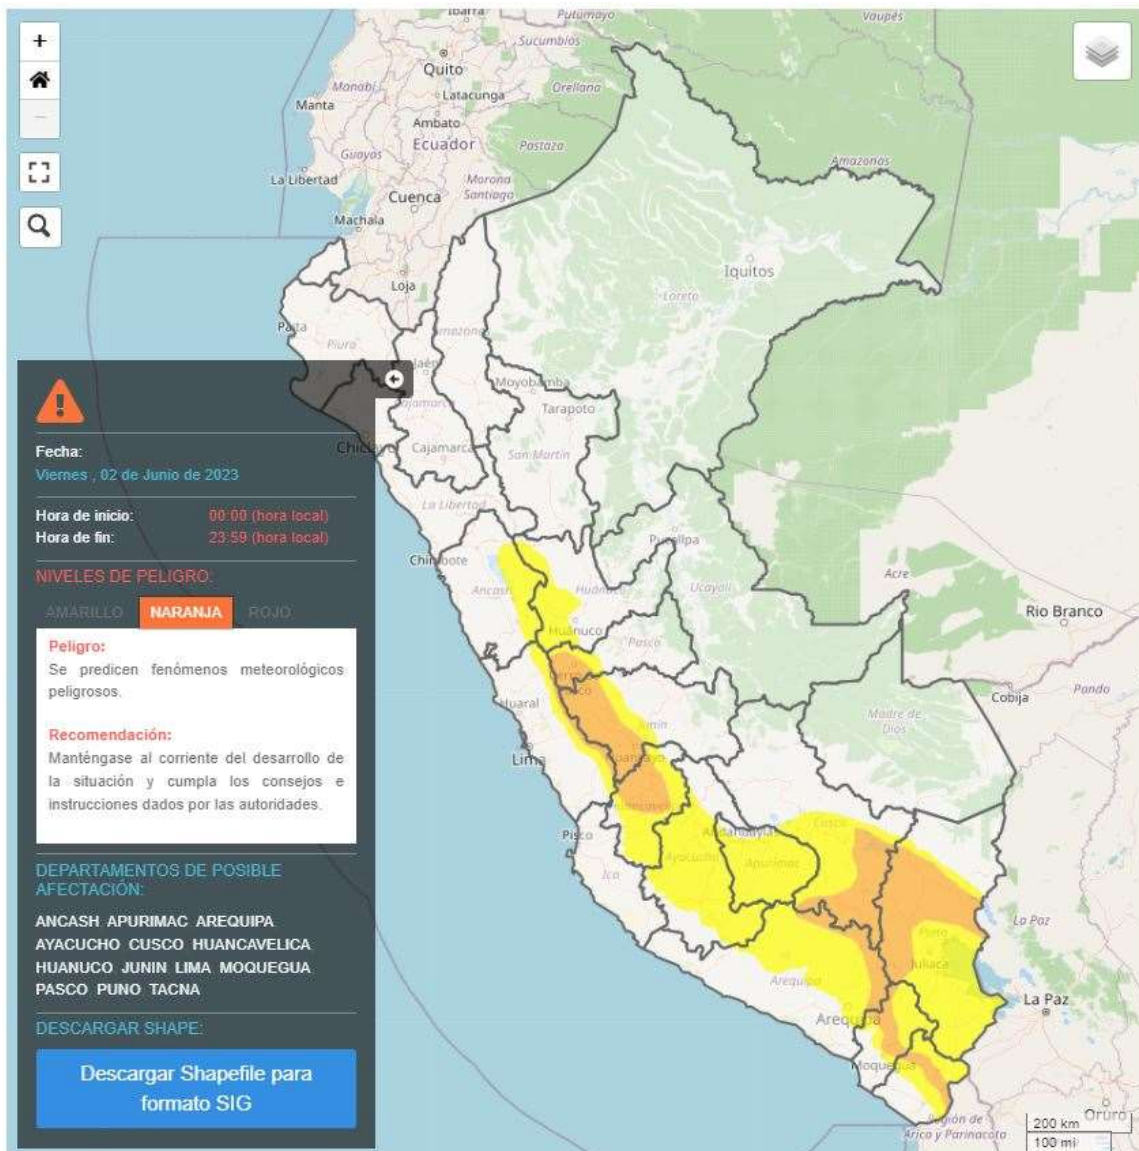 Ibarra
Putumayo
Vaupés
+
Sucumbíos
Quito
Manabí
Latacunga
Orellana
Manta
Ambato
Ecuador
Pastaza
Guayas
Amazonas
La Libertad
Morona
Santiago
Cuenca
Machala
Iquitos
Loja
Loreto
Paita
Piura
Jaén
Moyobamba
Tarapoto
Cajamarca
Chiclayo
Cajamarca
San Martín
La Libertad
Pucallpa
Chimbote
Ancash
Huánuco
Ucayali
Acre
Huánuco
Rio Branco
Pasco
Cobija
Pando
Huaral
Junín
Madre de
Dios
Lima
Huancayo
Pisco
Andahuaylas
Cusco
Ayacucho
Apurímac
Ica
La Paz
Puno
Juliaca
Arequipa
La Paz
Arequipa
Moquegua
Oruro
Región de
Arica y Parinacota
200 km
100 mi
Fecha:
Viernes , 02 de Junio de 2023
Hora de inicio: 00:00 (hora local)
Hora de fin: 23:59 (hora local)
NIVELES DE PELIGRO:
AMARILLO NARANJA ROJO
Peligro:
Se predicen fenómenos meteorológicos
peligrosos.
Recomendación:
Manténgase al corriente del desarrollo de
la situación y cumpla los consejos e
instrucciones dados por las autoridades.
DEPARTAMENTOS DE POSIBLE
AFECTACIÓN:
ANCASH APURIMAC AREQUIPA
AYACUCHO CUSCO HUANCAVELICA
HUANUCO JUNIN LIMA MOQUEGUA
PASCO PUNO TACNA
DESCARGAR SHAPE:
Descargar Shapefile para
formato SIG